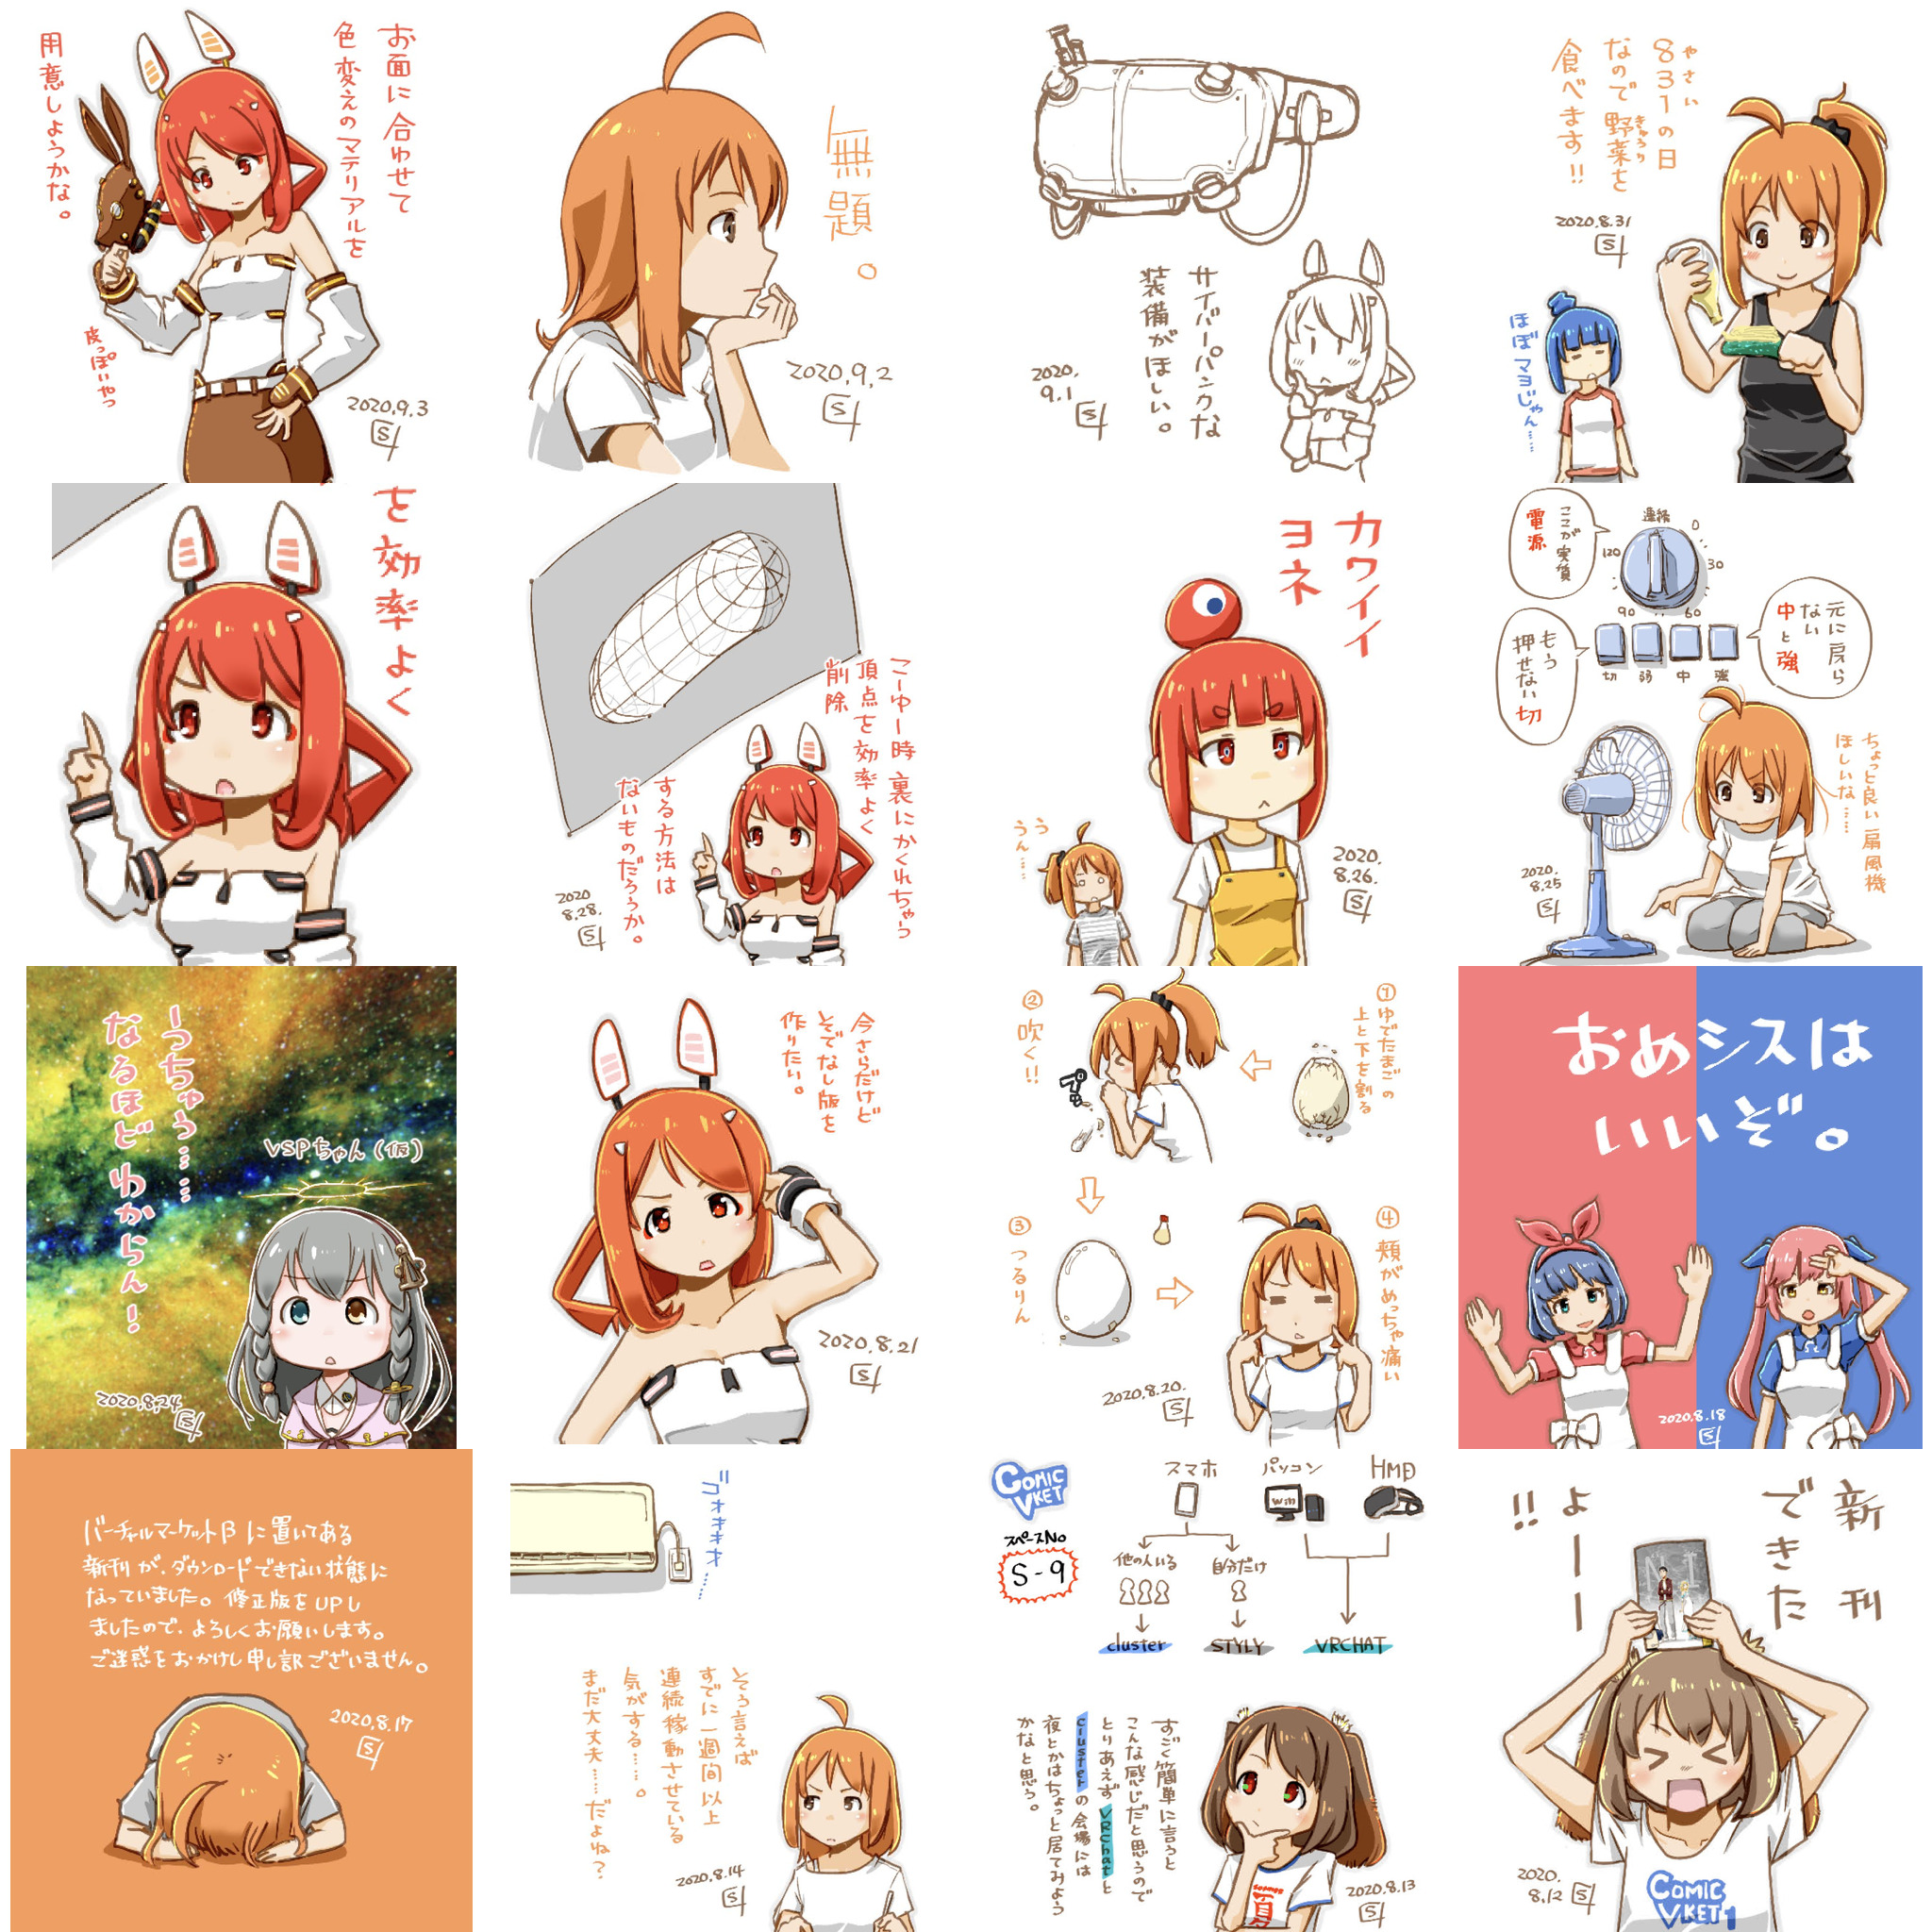 お面に合わせて
色変えのマテリアルを
用意しようかな。
皮っぽいやつ
2020.9.3
無題。
2020.9.2
サイバーパンクな
装備がほしい。
2020.
9.1
やさい
831の日
なので野菜を
きゅうり
食べます!!
2020.8.31
ほぼマヨじゃん……
を効率よく
こーゆー時裏にかくれちゃう
頂点を効率よく
削除
する方法は
ないものだろうか。
2020
8.28.
カワイイ
ヨネ
うん……
う
2020.
8.26.
ここが実質
電源
連続
0
30
60
90
120
切
弱
中
強
元に戻ら
ない
中と強
もう
押せない切
ちょっと良い扇風機
ほしいな……
2020.
8.25
うちゅう……
なるほどわからん!
VSPちゃん(仮)
2020.8.24
今さらだけど
そでなし版を
作りたい。
2020.8.21
①ゆでたまごの
上と下を割る
②吹く!!
③つるりん
④頬がめっちゃ痛い
2020.8.20.
おめシスは
いいぞ。
2020.8.18
バーチャルマーケットβに置いてある
新刊が、ダウンロードできない状態に
なっていました。修正版をUPし
ましたので、よろしくお願いします。
ご迷惑をおかけし申し訳ございません。
2020.8.17
ゴオオオオオ……
そう言えば
すでに一週間以上
連続稼動させている
気がする……。
まだ大丈夫……だよね?
2020.8.14
COMIC
VKET
スペースNo
S-9
スマホ
パソコン
HMD
Win
他の人いる
自分だけ
cluster
STYLY
VRCHAT
すごく簡単に言うと
こんな感じだと思うので
とりあえずVRChatと
clusterの会場には
夜とかはちょっと居てみよう
かなと思う。
2020.8.13
新刊
できた
よーー
!!
2020.
8.12
COMIC
VKET1